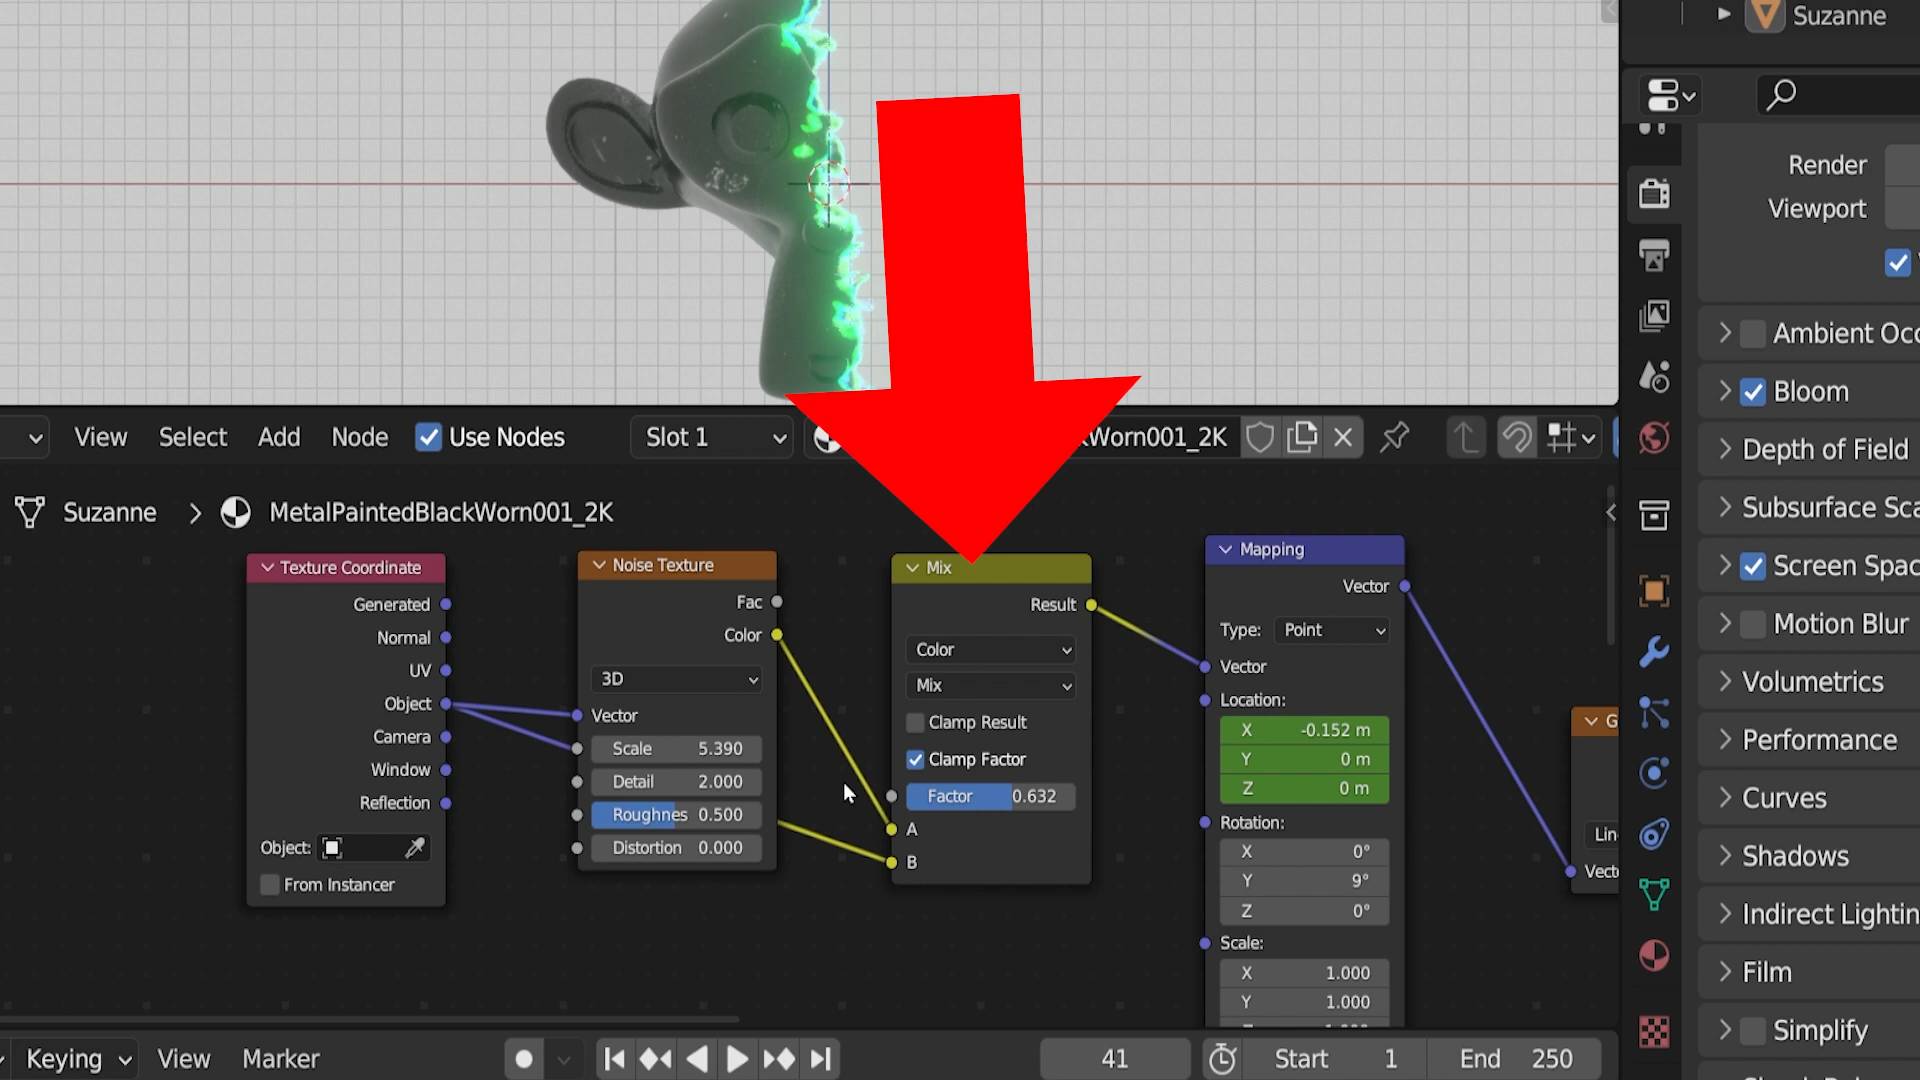 Suzanne
Render
Viewport
Ambient Occ
Bloom
Depth of Field
Subsurface Sca
Screen Spac
Motion Blur
Volumetrics
Performance
Curves
Shadows
Indirect Lightin
Film
Simplify
View Select Add Node Use Nodes Slot 1 kWorn001_2K
Suzanne > MetalPaintedBlackWorn001_2K
Texture Coordinate
Generated
Normal
UV
Object
Camera
Window
Reflection
Object:
From Instancer
Noise Texture
Fac
Color
3D
Vector
Scale 5.390
Detail 2.000
Roughnes 0.500
Distortion 0.000
Mix
Result
Color
Mix
Clamp Result
Clamp Factor
Factor 0.632
A
B
Mapping
Vector
Type: Point
Vector
Location:
X -0.152 m
Y 0 m
Z 0 m
Rotation:
X 0°
Y 9°
Z 0°
Scale:
X 1.000
Y 1.000
G
Lin
Vect
Keying View Marker 41 Start 1 End 250